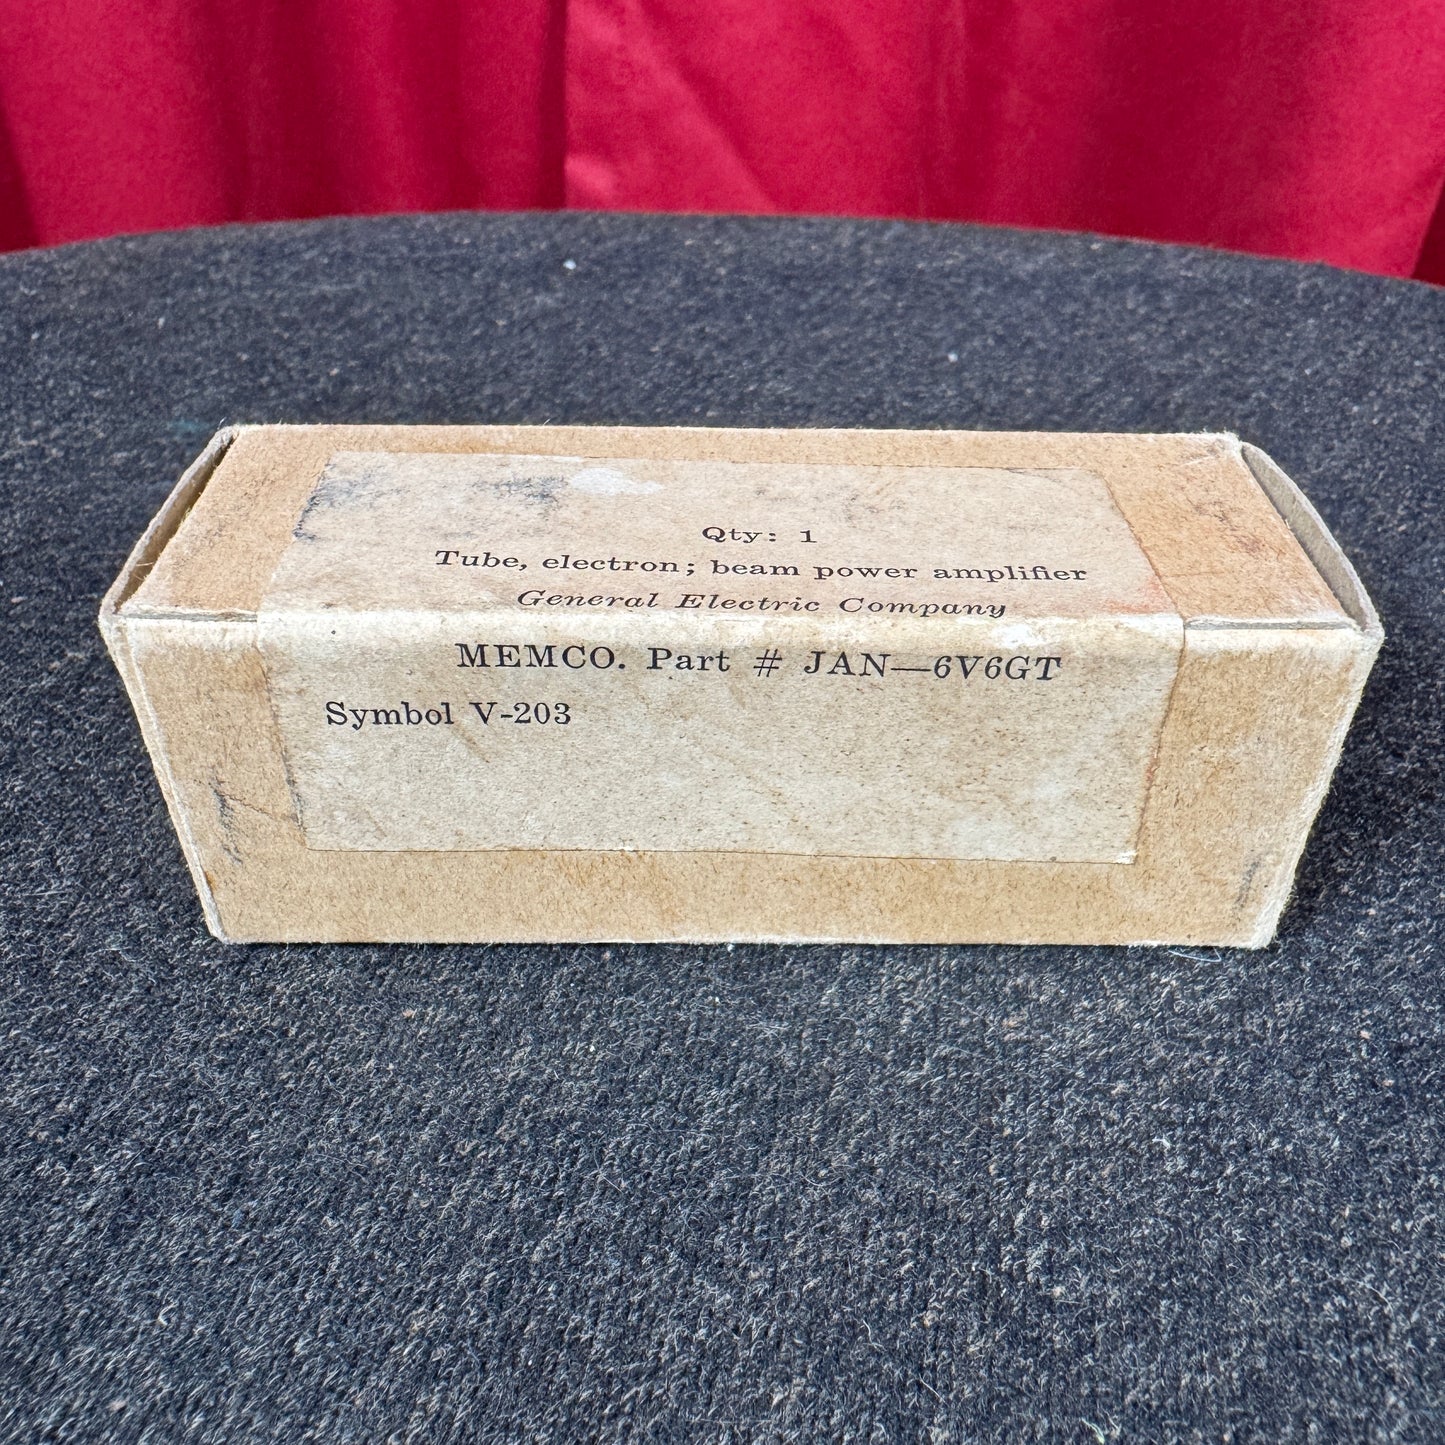 Qty: 1
Tube, electron; beam power amplifier
General Electric Company
MEMCO. Part # JAN—6V6GT
Symbol V-203